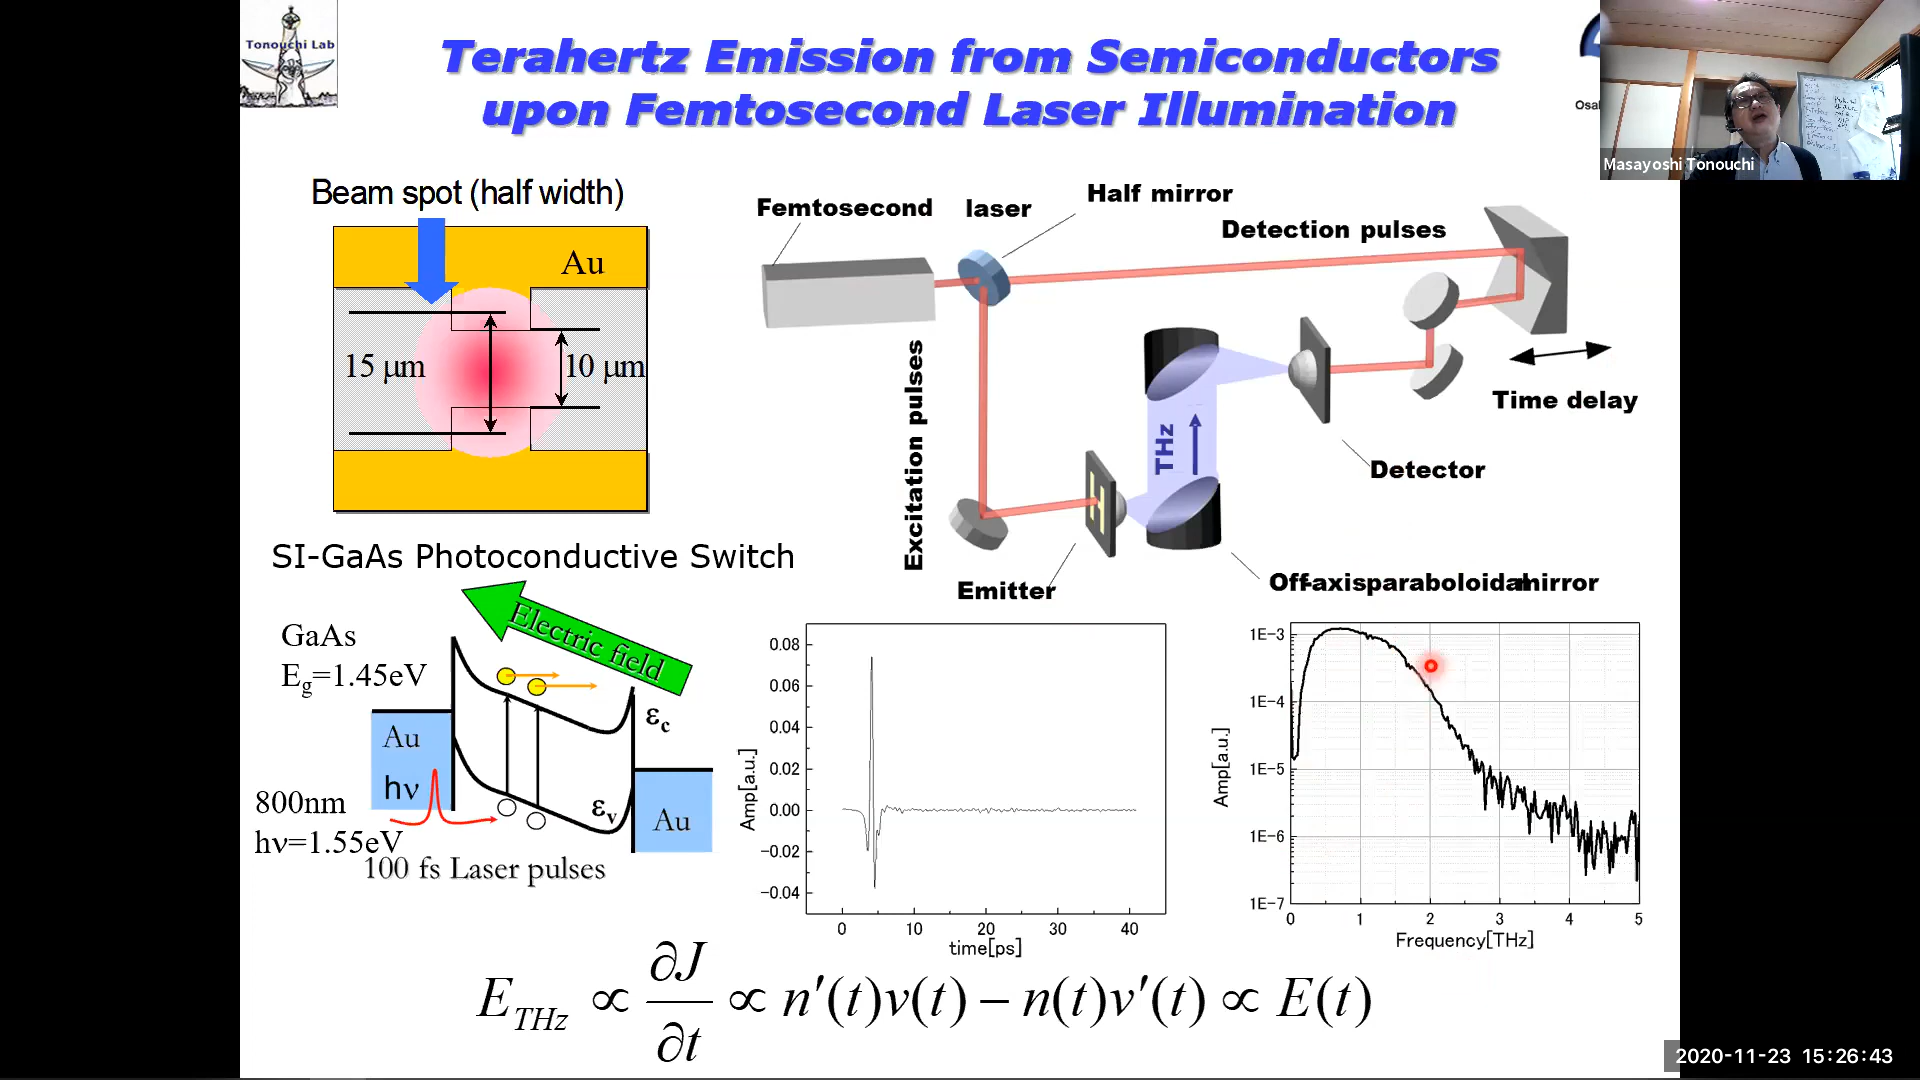 Tonouchi Lab
Terahertz Emission from Semiconductors
upon Femtosecond Laser Illumination
Osa
Masayoshi Tonouchi
Beam spot (half width)
Au
15 μm
10 μm
SI-GaAs Photoconductive Switch
Femtosecond laser
Half mirror
Detection pulses
Excitation pulses
THz
Time delay
Detector
Emitter
Off-axisparaboloidalmirror
Electric field
GaAs
Eg=1.45eV
εc
Au
hν
800nm
hν=1.55eV
εv
Au
100 fs Laser pulses
0.08
0.06
0.04
0.02
0.00
−0.02
−0.04
Amp[a.u.]
0 10 20 30 40
time[ps]
1E−3
1E−4
1E−5
1E−6
1E−7
Amp[a.u.]
0 1 2 3 4 5
Frequency[THz]
E_THz ∝ ∂J/∂t ∝ n′(t)v(t) − n(t)v′(t) ∝ E(t)
2020-11-23 15:26:43